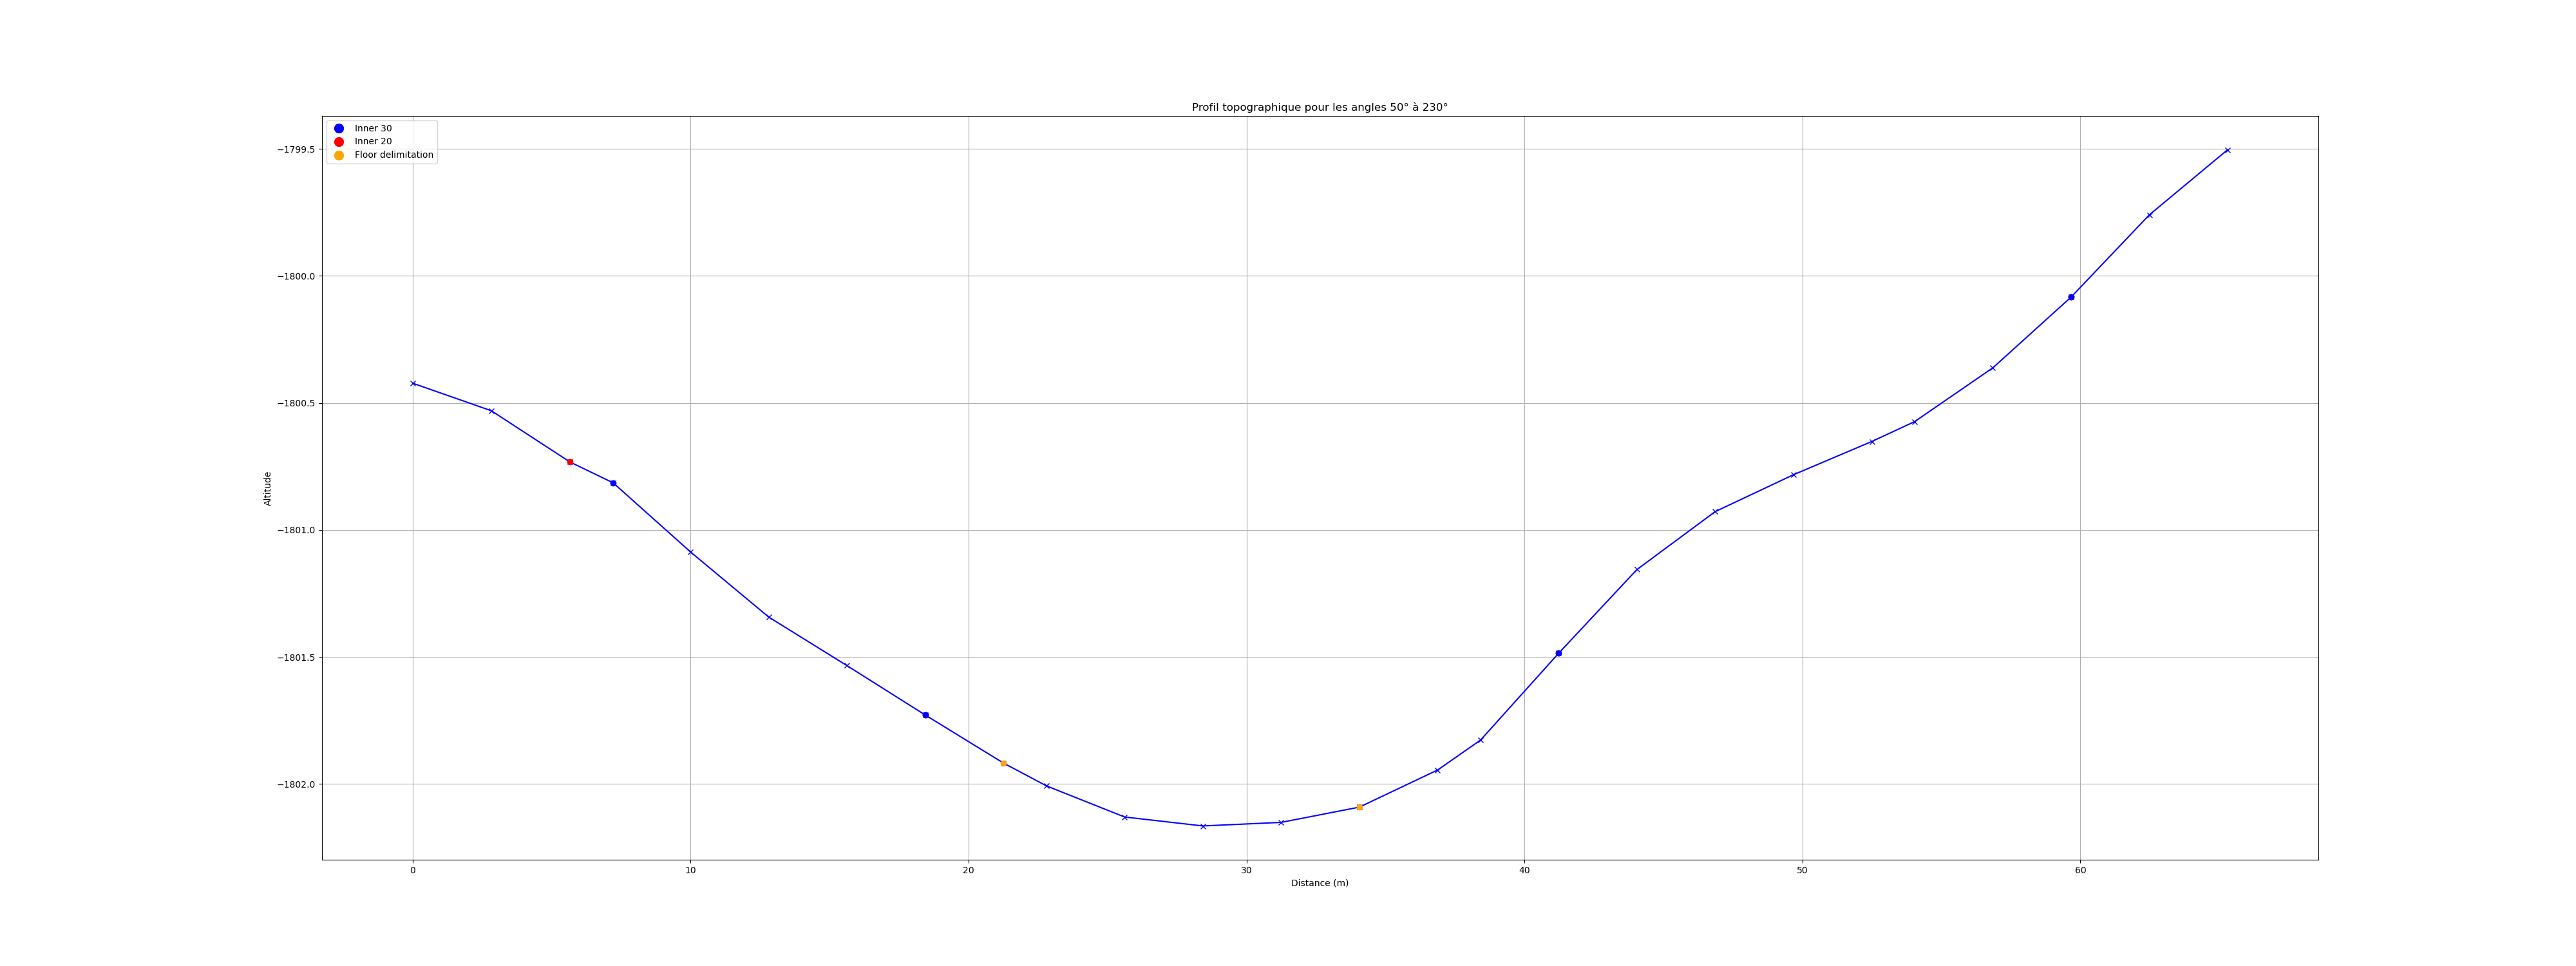 Profil topographique pour les angles 50° à 230°
Inner 30
Inner 20
Floor delimitation
−1799.5
−1800.0
−1800.5
−1801.0
−1801.5
−1802.0
Altitude
0 10 20 30 40 50 60
Distance (m)